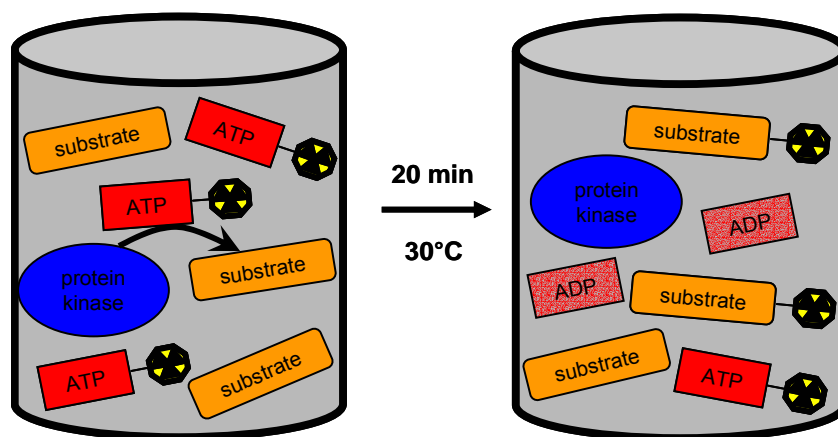 substrate
ATP
ATP
protein
kinase
substrate
ATP
substrate
20 min
30°C
substrate
protein
kinase
ADP
ADP
substrate
substrate
ATP